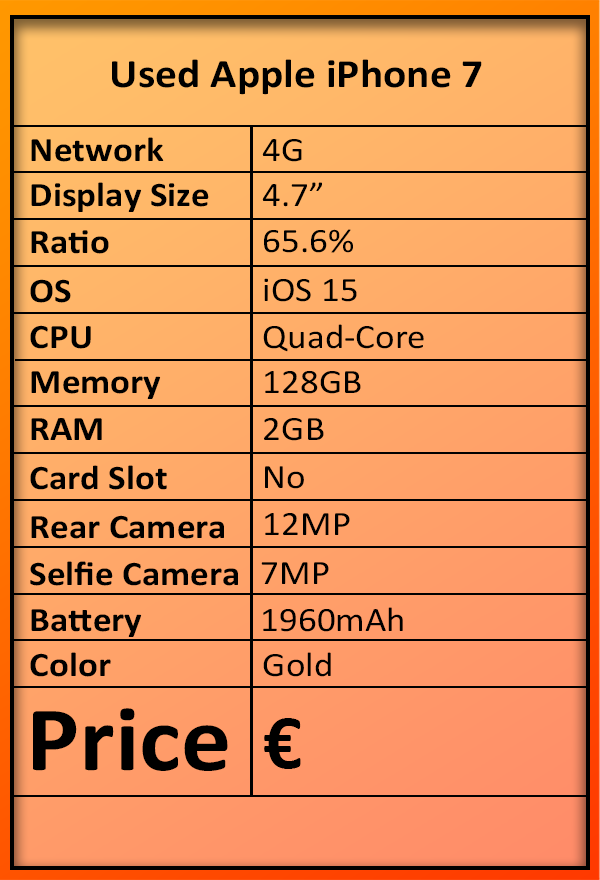 Used Apple iPhone 7
Network 4G
Display Size 4.7”
Ratio 65.6%
OS iOS 15
CPU Quad-Core
Memory 128GB
RAM 2GB
Card Slot No
Rear Camera 12MP
Selfie Camera 7MP
Battery 1960mAh
Color Gold
Price €